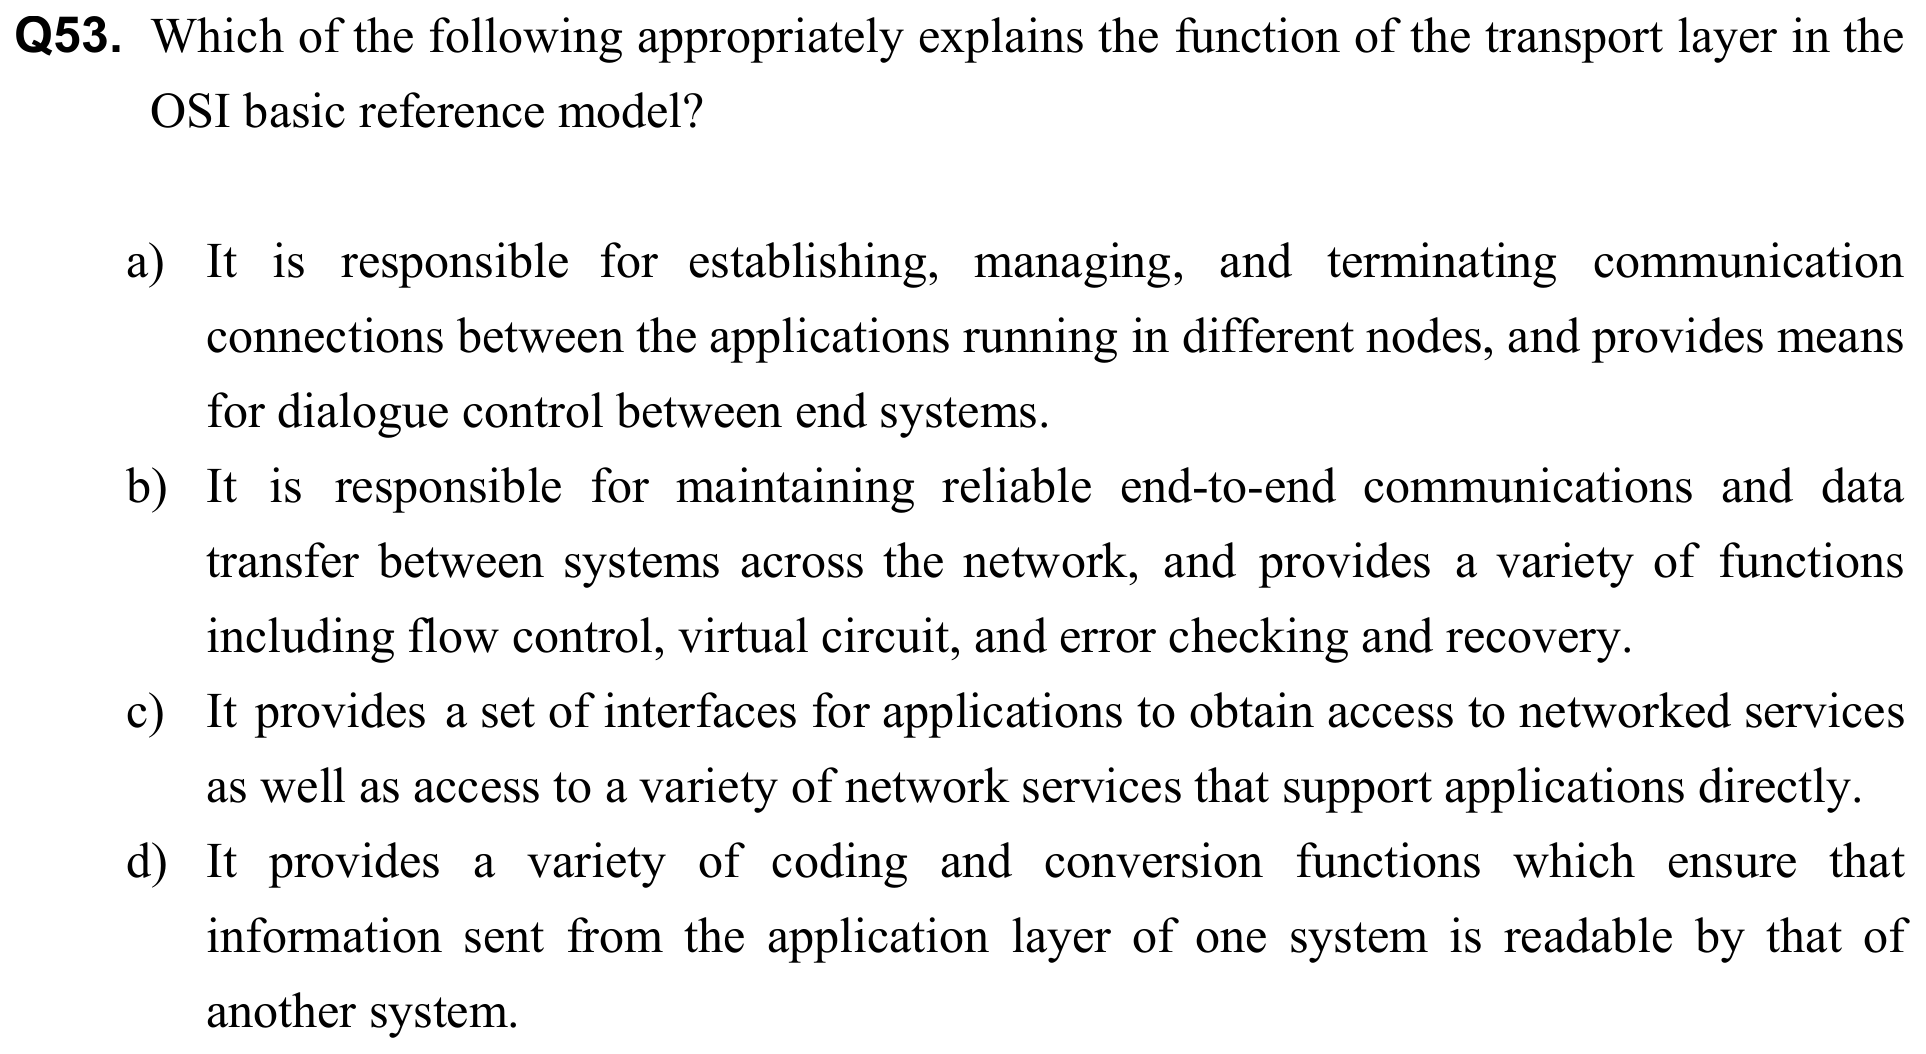 Q53. Which of the following appropriately explains the function of the transport layer in the
OSI basic reference model?
a) It is responsible for establishing, managing, and terminating communication
connections between the applications running in different nodes, and provides means
for dialogue control between end systems.
b) It is responsible for maintaining reliable end-to-end communications and data
transfer between systems across the network, and provides a variety of functions
including flow control, virtual circuit, and error checking and recovery.
c) It provides a set of interfaces for applications to obtain access to networked services
as well as access to a variety of network services that support applications directly.
d) It provides a variety of coding and conversion functions which ensure that
information sent from the application layer of one system is readable by that of
another system.